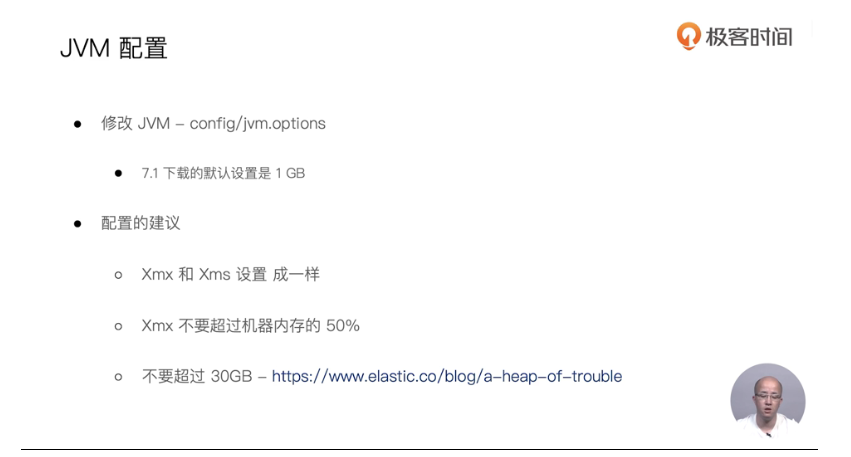 极客时间
JVM 配置
● 修改 JVM – config/jvm.options
● 7.1 下载的默认设置是 1 GB
● 配置的建议
○ Xmx 和 Xms 设置 成一样
○ Xmx 不要超过机器内存的 50%
○ 不要超过 30GB – https://www.elastic.co/blog/a-heap-of-trouble